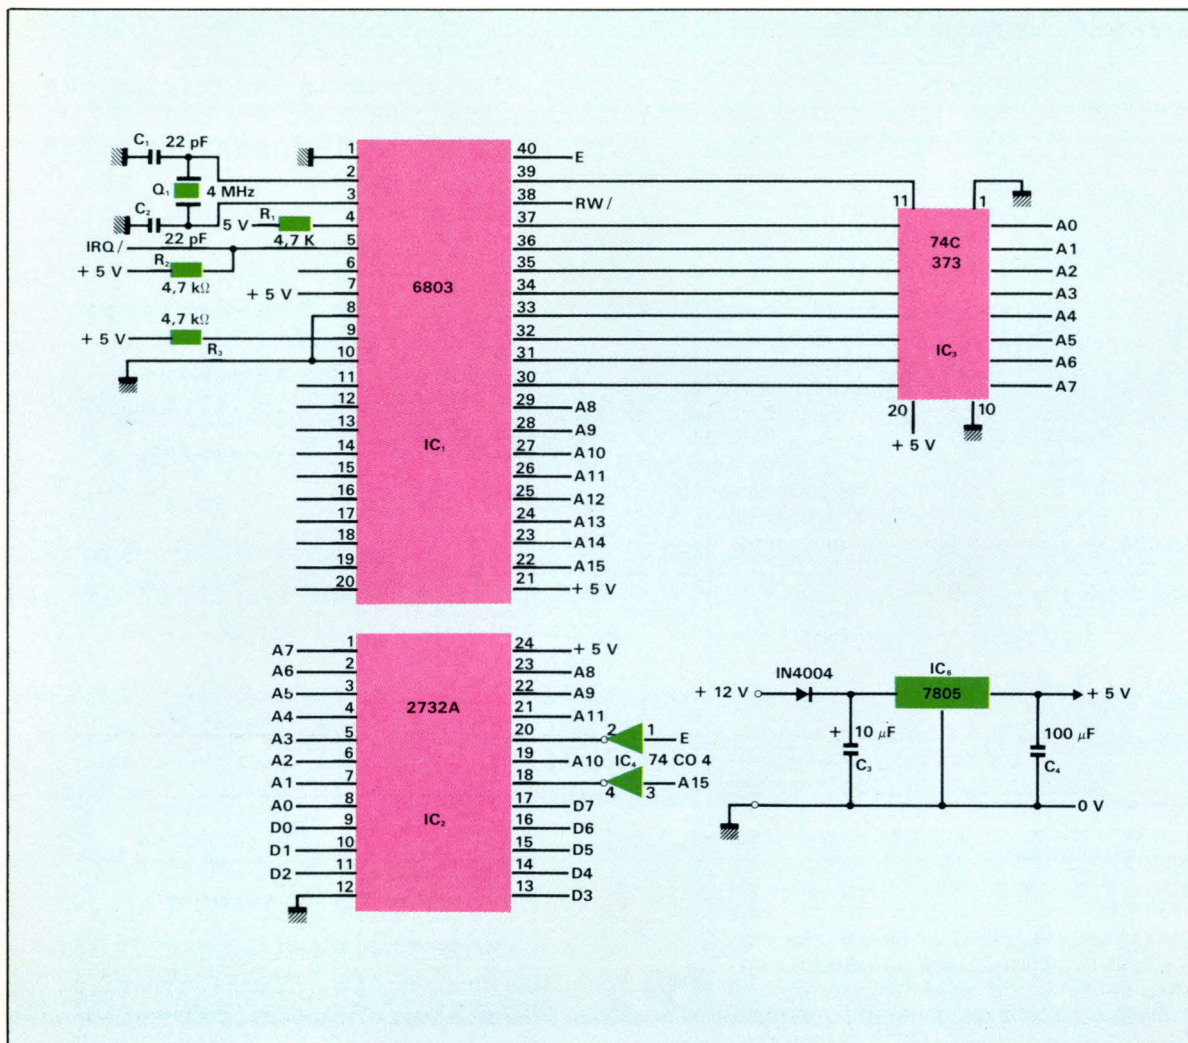 C₁ 22 pF
Q₁ 4 MHz
C₂
22 pF
5 V R₁
4,7 K
IRQ/
+ 5 V R₂
4,7 kΩ
+ 5 V
4,7 kΩ
+ 5 V
R₃
1
2
3
4
5
6
7
8
9
10
11
12
13
14
15
16
17
18
19
20
6803
IC₁
40 E
39
38 RW/
37
36
35
34
33
32
31
30
29 A8
28 A9
27 A10
26 A11
25 A12
24 A13
23 A14
22 A15
21 + 5 V
11 1
74C
373
IC₃
A0
A1
A2
A3
A4
A5
A6
A7
20 10
+ 5 V
A7 1
A6 2
A5 3
A4 4
A3 5
A2 6
A1 7
A0 8
D0 9
D1 10
D2 11
12
2732A
IC₂
24 + 5 V
23 A8
22 A9
21 A11
20 2 1 E
19 A10 IC₄ 74 CO 4
18 4 3 A15
17 D7
16 D6
15 D5
14 D4
13 D3
+ 12 V
IN4004
IC₆
7805
+ 5 V
+ 10 μF
C₃
100 μF
C₄
0 V